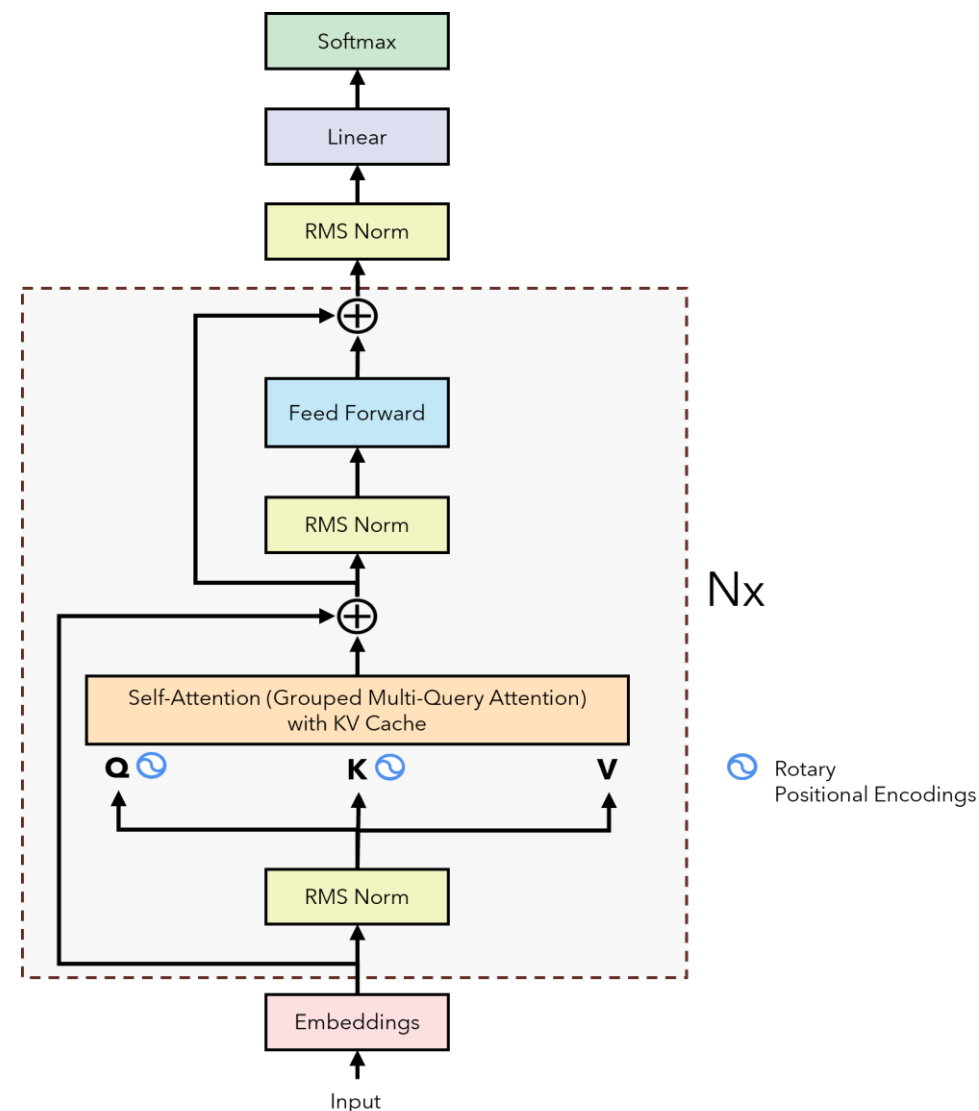 Softmax
Linear
RMS Norm
Feed Forward
RMS Norm
Nx
Self-Attention (Grouped Multi-Query Attention)
with KV Cache
Q
K
V
Rotary
Positional Encodings
RMS Norm
Embeddings
Input